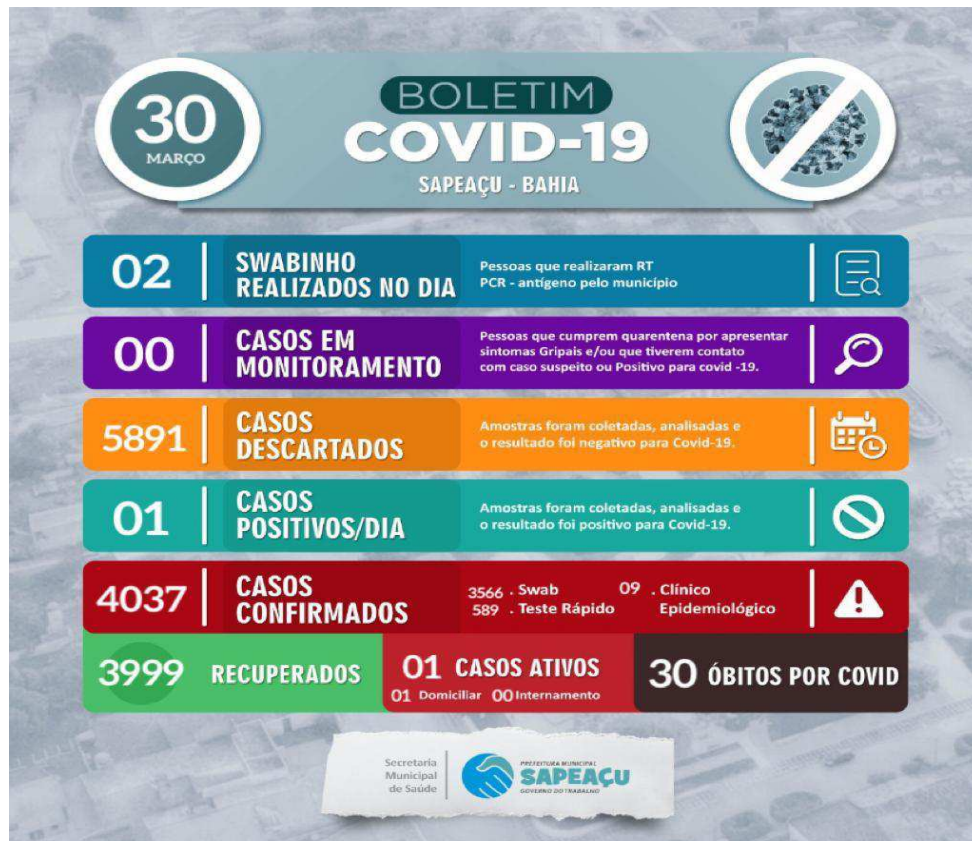 30
MARÇO
BOLETIM
COVID-19
SAPEAÇU - BAHIA
02
SWABINHO
REALIZADOS NO DIA
Pessoas que realizaram RT
PCR - antígeno pelo município
00
CASOS EM
MONITORAMENTO
Pessoas que cumprem quarentena por apresentar
sintomas Gripais e/ou que tiverem contato
com caso suspeito ou Positivo para covid -19.
5891
CASOS
DESCARTADOS
Amostras foram coletadas, analisadas e
o resultado foi negativo para Covid-19.
01
CASOS
POSITIVOS/DIA
Amostras foram coletadas, analisadas e
o resultado foi positivo para Covid-19.
4037
CASOS
CONFIRMADOS
3566 . Swab
589 . Teste Rápido
09 . Clínico
Epidemiológico
3999 RECUPERADOS
01 CASOS ATIVOS
01 Domiciliar 00 Internamento
30 ÓBITOS POR COVID
Secretaria
Municipal
de Saúde
PREFEITURA MUNICIPAL
SAPEAÇU
GOVERNO DO TRABALHO